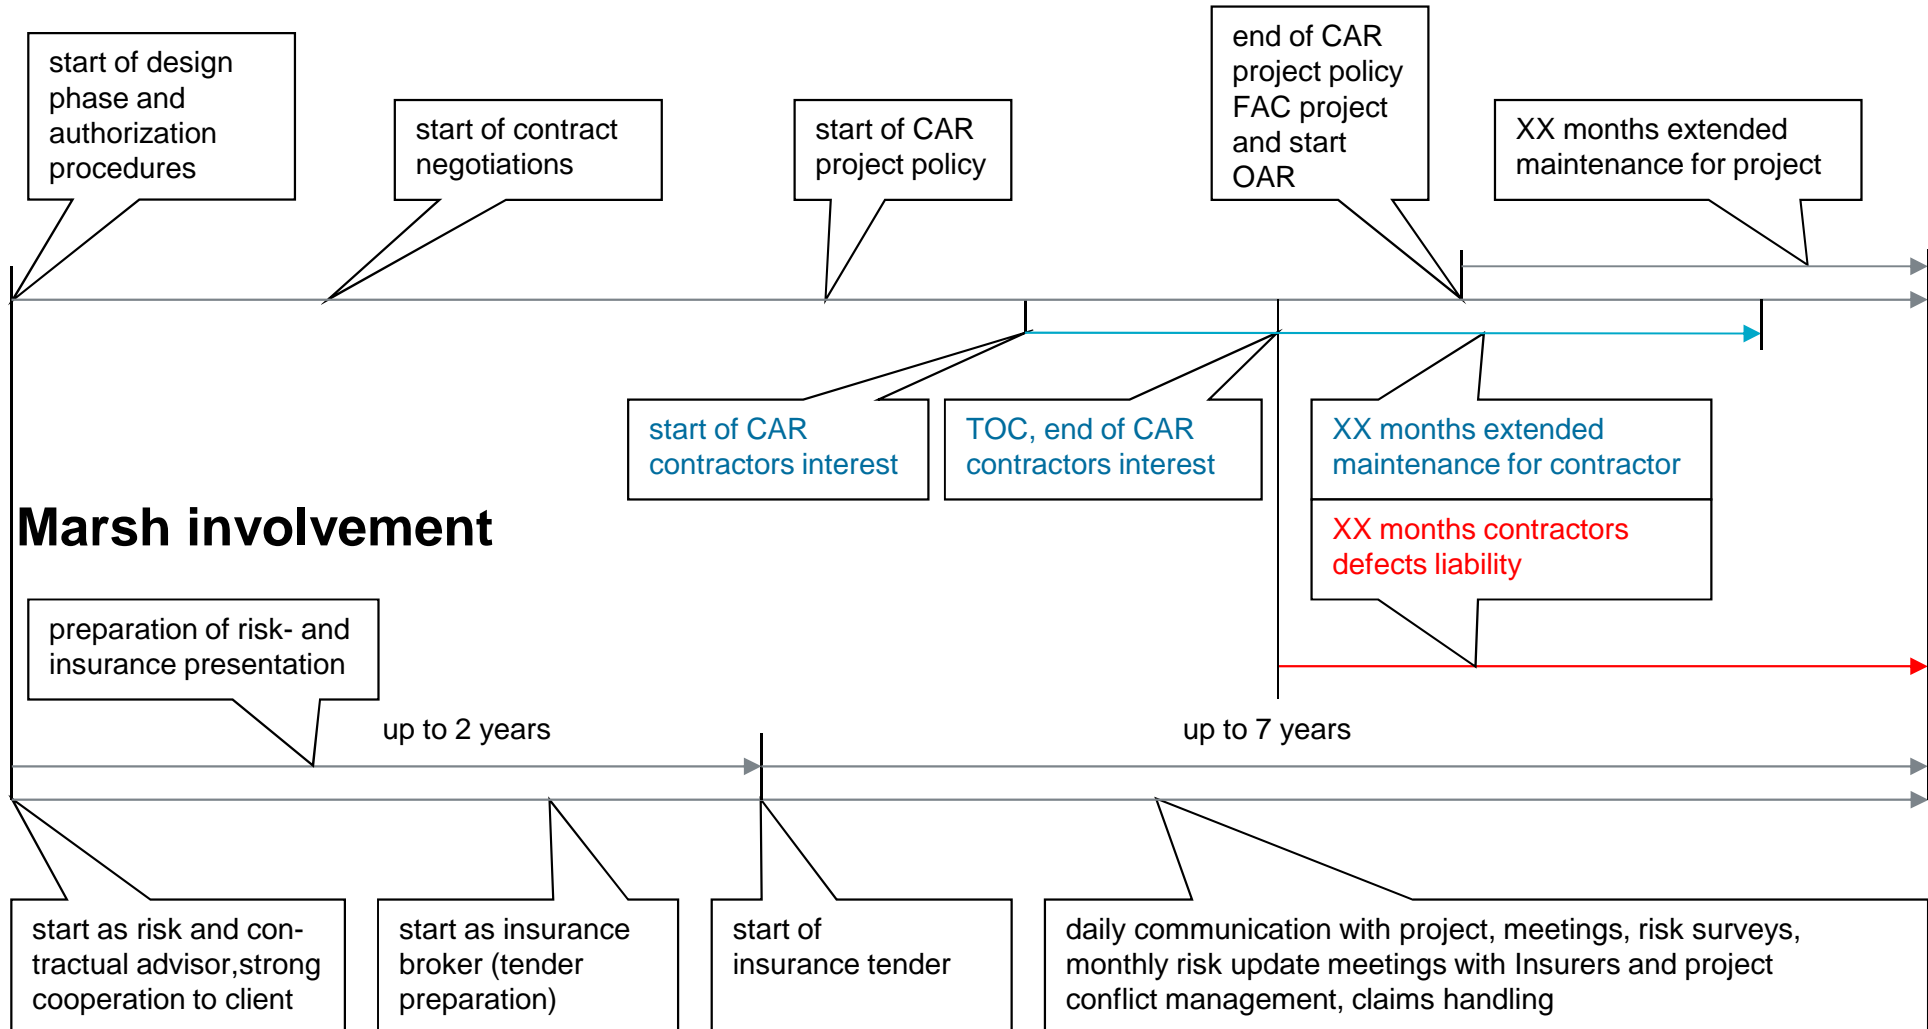 start of design
phase and
authorization
procedures
start of contract
negotiations
start of CAR
project policy
end of CAR
project policy
FAC project
and start
OAR
XX months extended
maintenance for project
start of CAR
contractors interest
TOC, end of CAR
contractors interest
XX months extended
maintenance for contractor
XX months contractors
defects liability
Marsh involvement
preparation of risk- and
insurance presentation
up to 2 years
up to 7 years
start as risk and con-
tractual advisor,strong
cooperation to client
start as insurance
broker (tender
preparation)
start of
insurance tender
daily communication with project, meetings, risk surveys,
monthly risk update meetings with Insurers and project
conflict management, claims handling